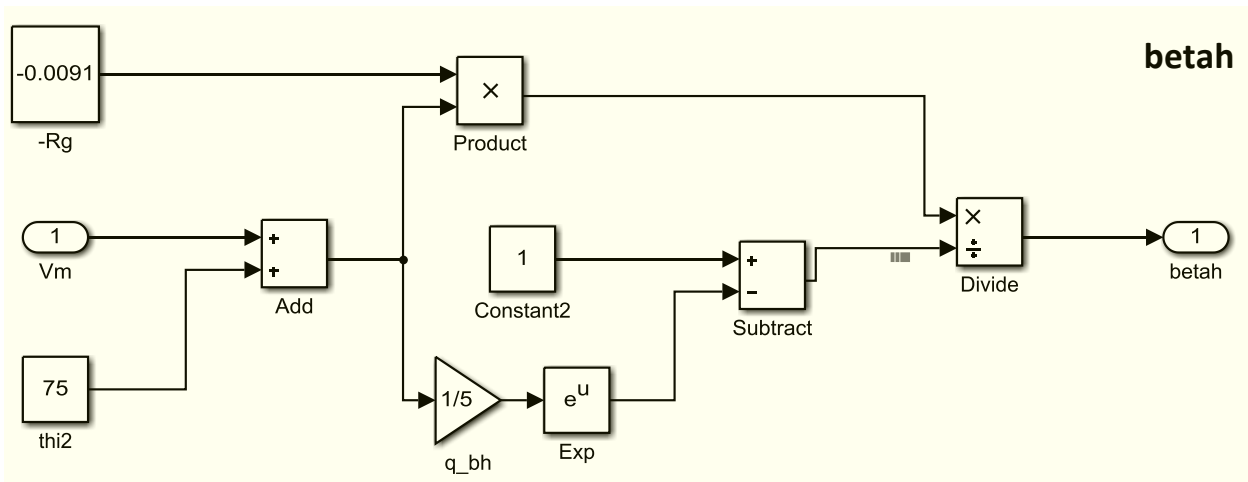 betah
-0.0091
-Rg
×
Product
1
Vm
+
+
Add
75
thi2
1
Constant2
+
−
Subtract
1/5
q_bh
e^u
Exp
×
÷
Divide
1
betah